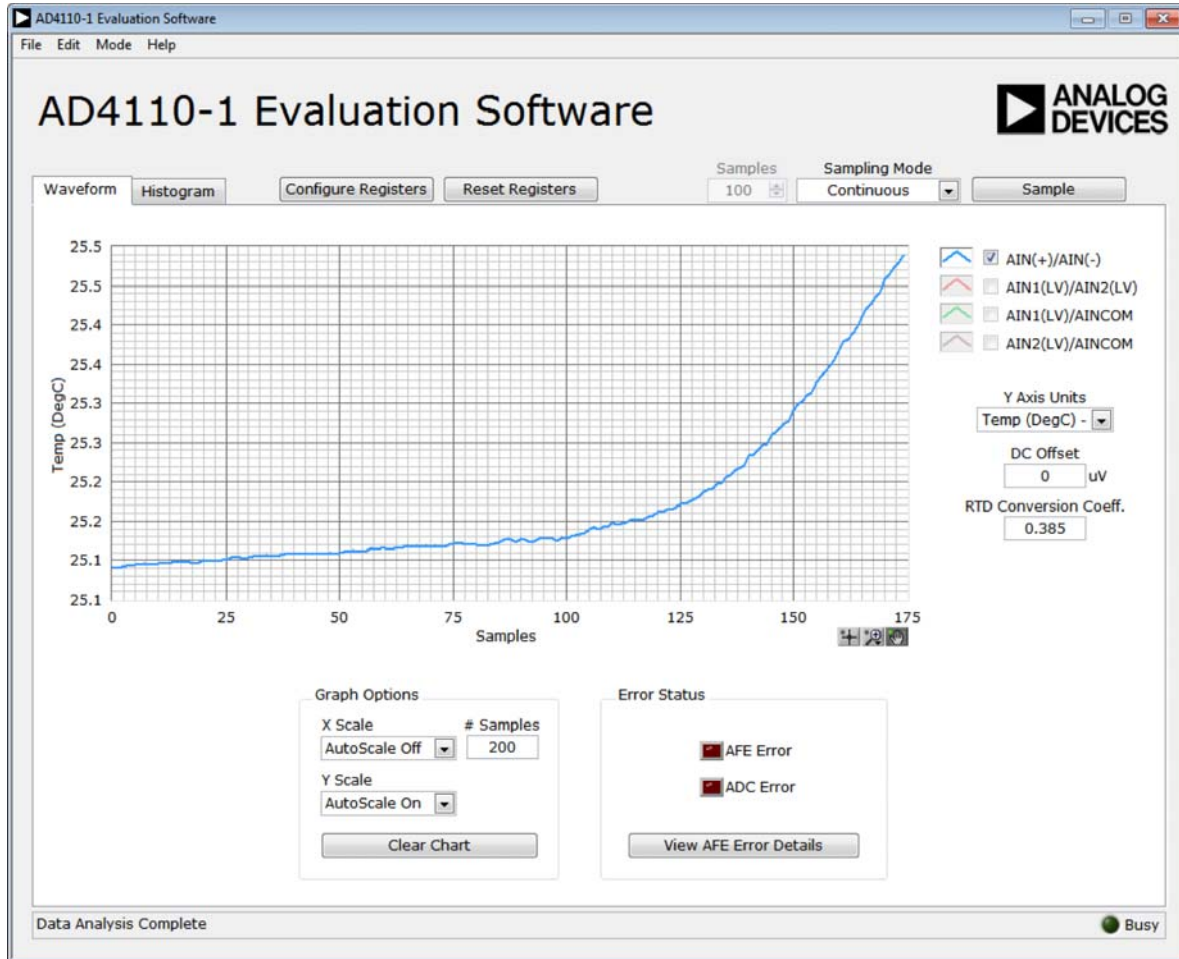 AD4110-1 Evaluation Software
File Edit Mode Help
AD4110-1 Evaluation Software
ANALOG
DEVICES
Waveform
Histogram
Configure Registers
Reset Registers
Samples
100
Sampling Mode
Continuous
Sample
25.5
25.5
25.4
25.4
25.3
25.3
25.2
25.2
25.1
25.1
Temp (DegC)
0 25 50 75 100 125 150 175
Samples
AIN(+)/AIN(-)
AIN1(LV)/AIN2(LV)
AIN1(LV)/AINCOM
AIN2(LV)/AINCOM
Y Axis Units
Temp (DegC) -
DC Offset
0 uV
RTD Conversion Coeff.
0.385
Graph Options
X Scale
AutoScale Off
# Samples
200
Y Scale
AutoScale On
Clear Chart
Error Status
AFE Error
ADC Error
View AFE Error Details
Data Analysis Complete
Busy